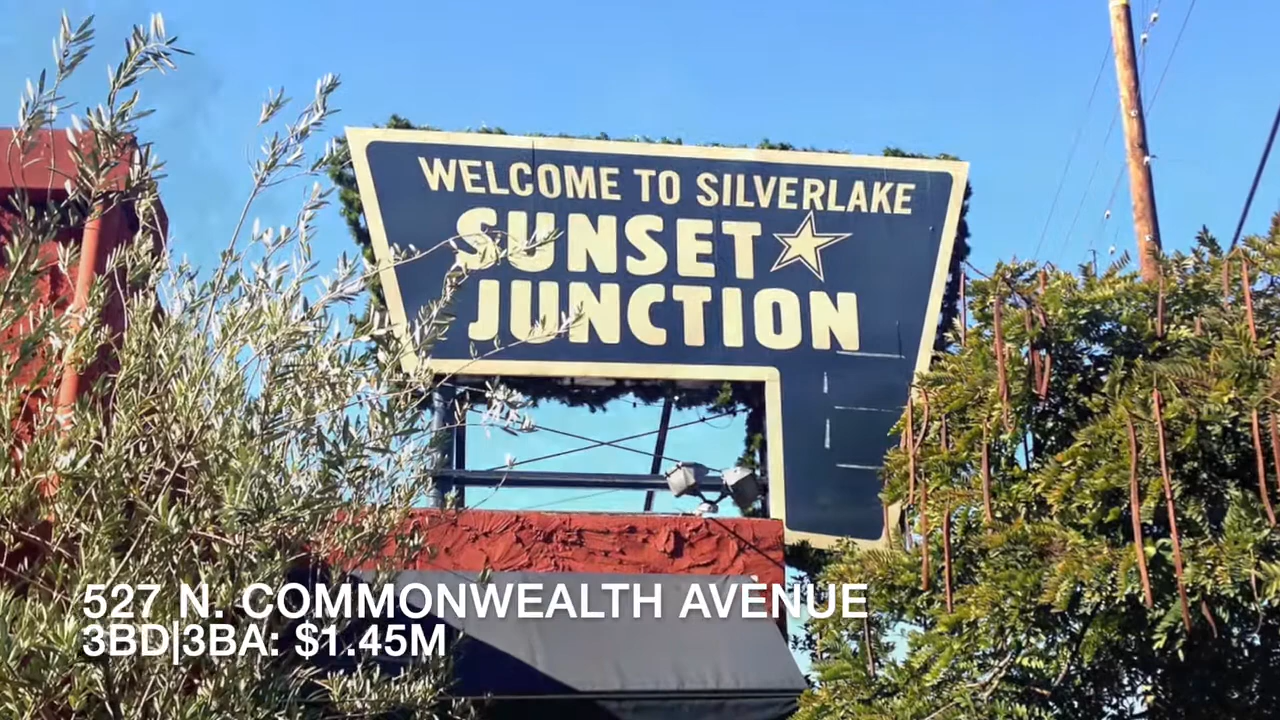 WELCOME TO SILVERLAKE
SUNSET
JUNCTION
527 N. COMMONWEALTH AVENUE
3BD|3BA: $1.45M